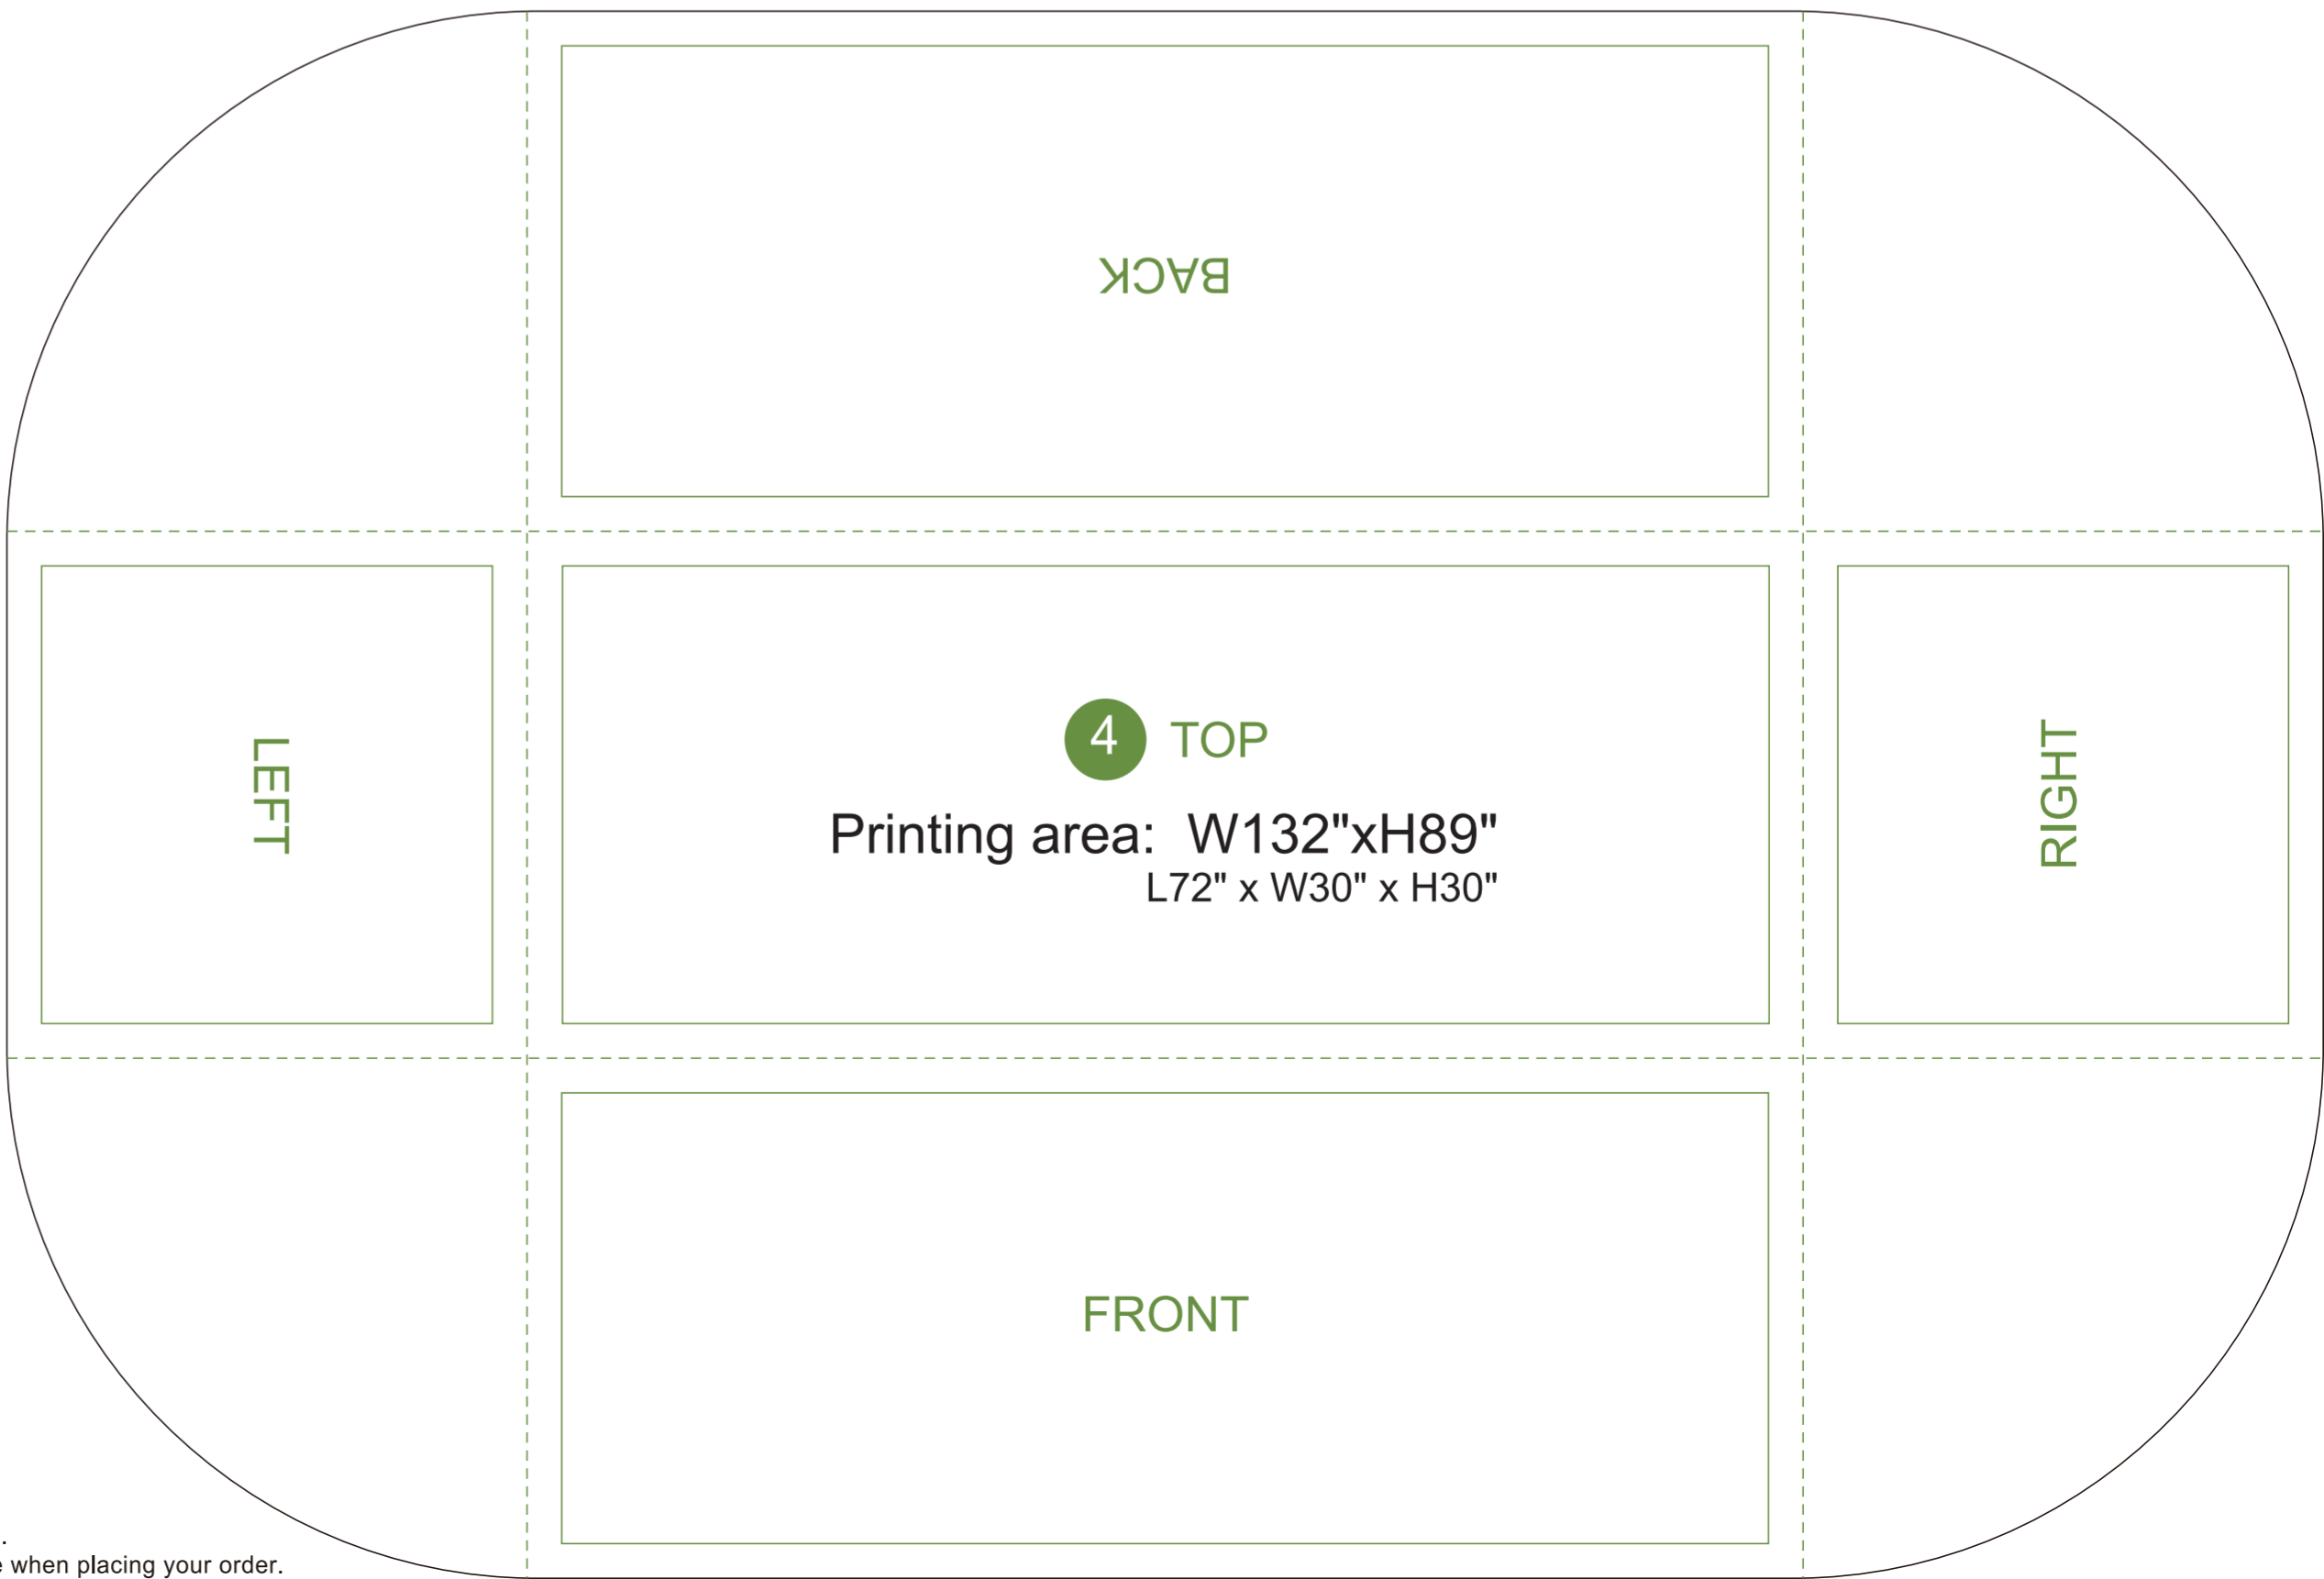 BACK
LEFT
4 TOP
Printing area: W132"xH89"
L72" x W30" x H30"
RIGHT
FRONT
.
when placing your order.